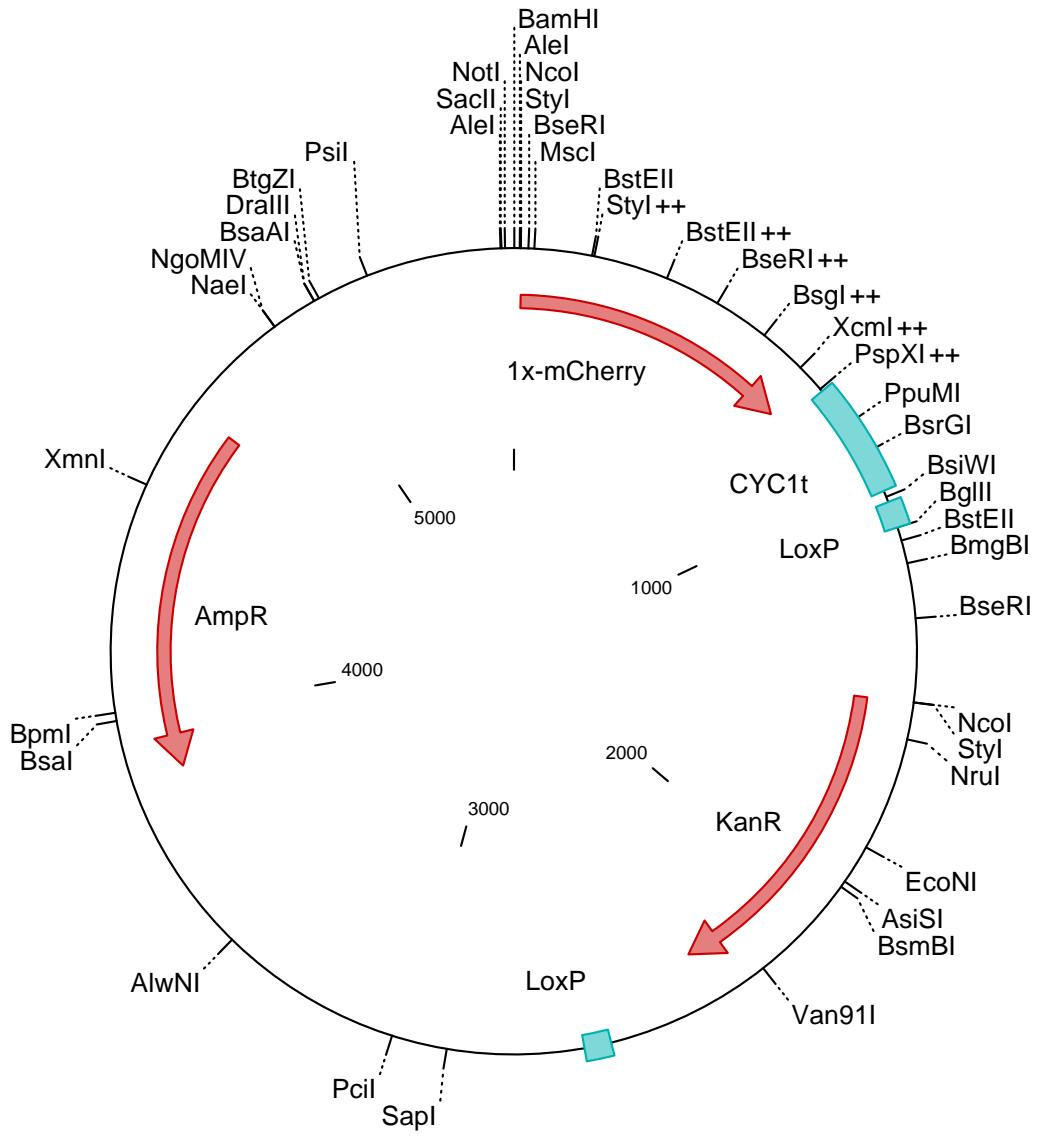 BamHI
AleI
NotI
NcoI
SacII
StyI
AleI
BseRI
MscI
PsiI
BtgZI
DraIII
BsaAI
NgoMIV
NaeI
BstEII
StyI++
BstEII++
BseRI++
BsgI++
XcmI++
PspXI++
PpuMI
BsrGI
BsiWI
BglII
BstEII
BmgBI
BseRI
1x-mCherry
CYC1t
LoxP
XmnI
5000
1000
AmpR
4000
BpmI
BsaI
NcoI
StyI
NruI
2000
3000
KanR
EcoNI
AsiSI
BsmBI
Van91I
LoxP
AlwNI
PciI
SapI